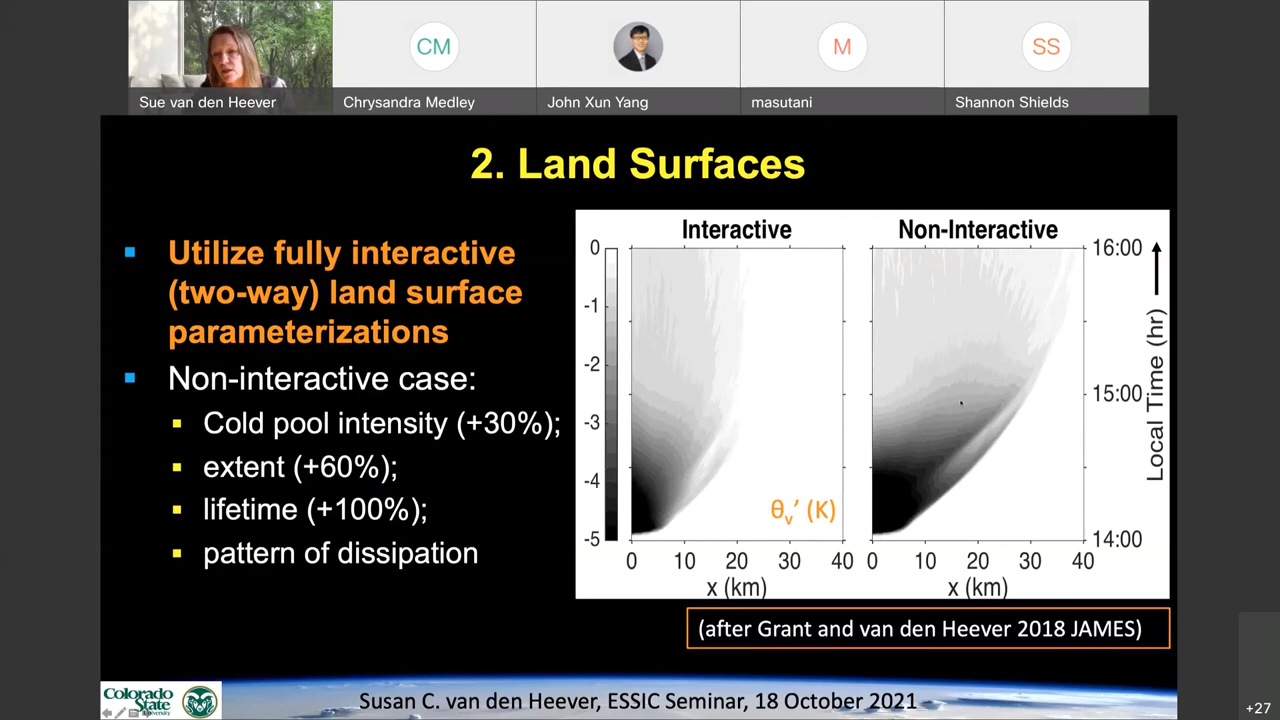 CM
M
SS
Sue van den Heever
Chrysandra Medley
John Xun Yang
masutani
Shannon Shields
2. Land Surfaces
Utilize fully interactive
(two-way) land surface
parameterizations
Non-interactive case:
Cold pool intensity (+30%);
extent (+60%);
lifetime (+100%);
pattern of dissipation
Interactive
Non-Interactive
0
-1
-2
-3
-4
-5
θv’ (K)
0 10 20 30 40
x (km)
0 10 20 30 40
x (km)
16:00
15:00
14:00
Local Time (hr)
(after Grant and van den Heever 2018 JAMES)
Colorado
State
University
Susan C. van den Heever, ESSIC Seminar, 18 October 2021
+27